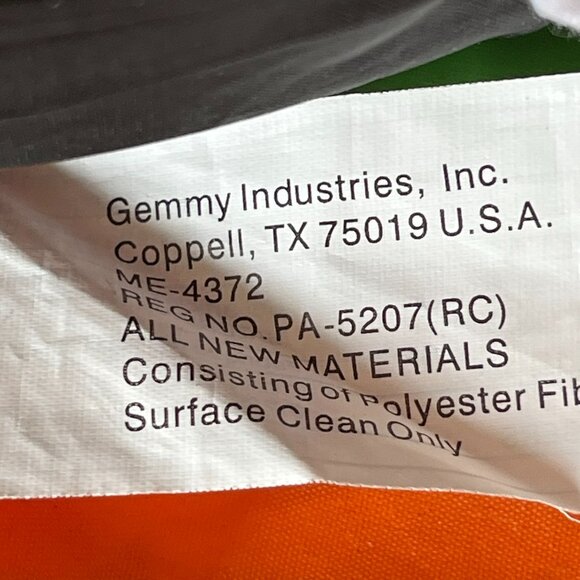 Gemmy Industries, Inc.
Coppell, TX 75019 U.S.A.
ME-4372
REG NO. PA-5207(RC)
ALL NEW MATERIALS
Consisting of Polyester Fib
Surface Clean Only